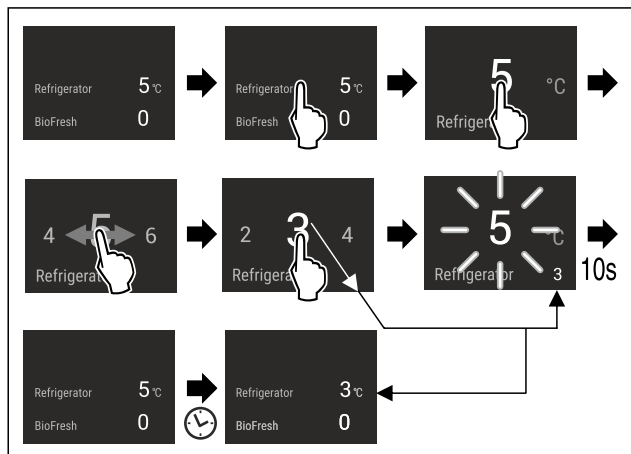 Refrigerator 5 °C
BioFresh 0
Refrigerator 5 °C
BioFresh 0
5 °C
Refriger
4 5 6
Refrigerat
2 3 4
Refrigera
5 °C
Refrigerator 3
10s
Refrigerator 5 °C
BioFresh 0
Refrigerator 3 °C
BioFresh 0